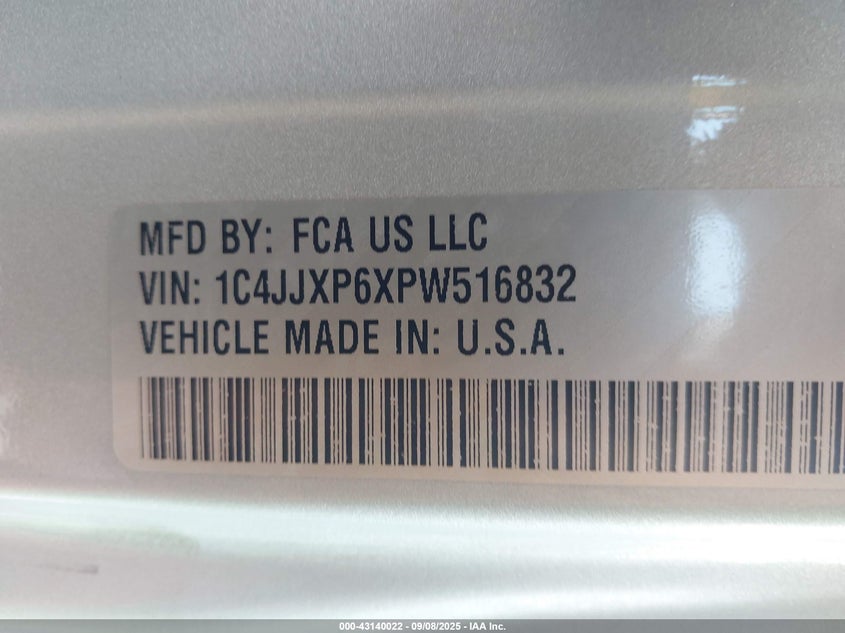 MFD BY: FCA US LLC
VIN: 1C4JJXP6XPW516832
VEHICLE MADE IN: U.S.A.
000-43140022 - 09/08/2025 - IAA Inc.